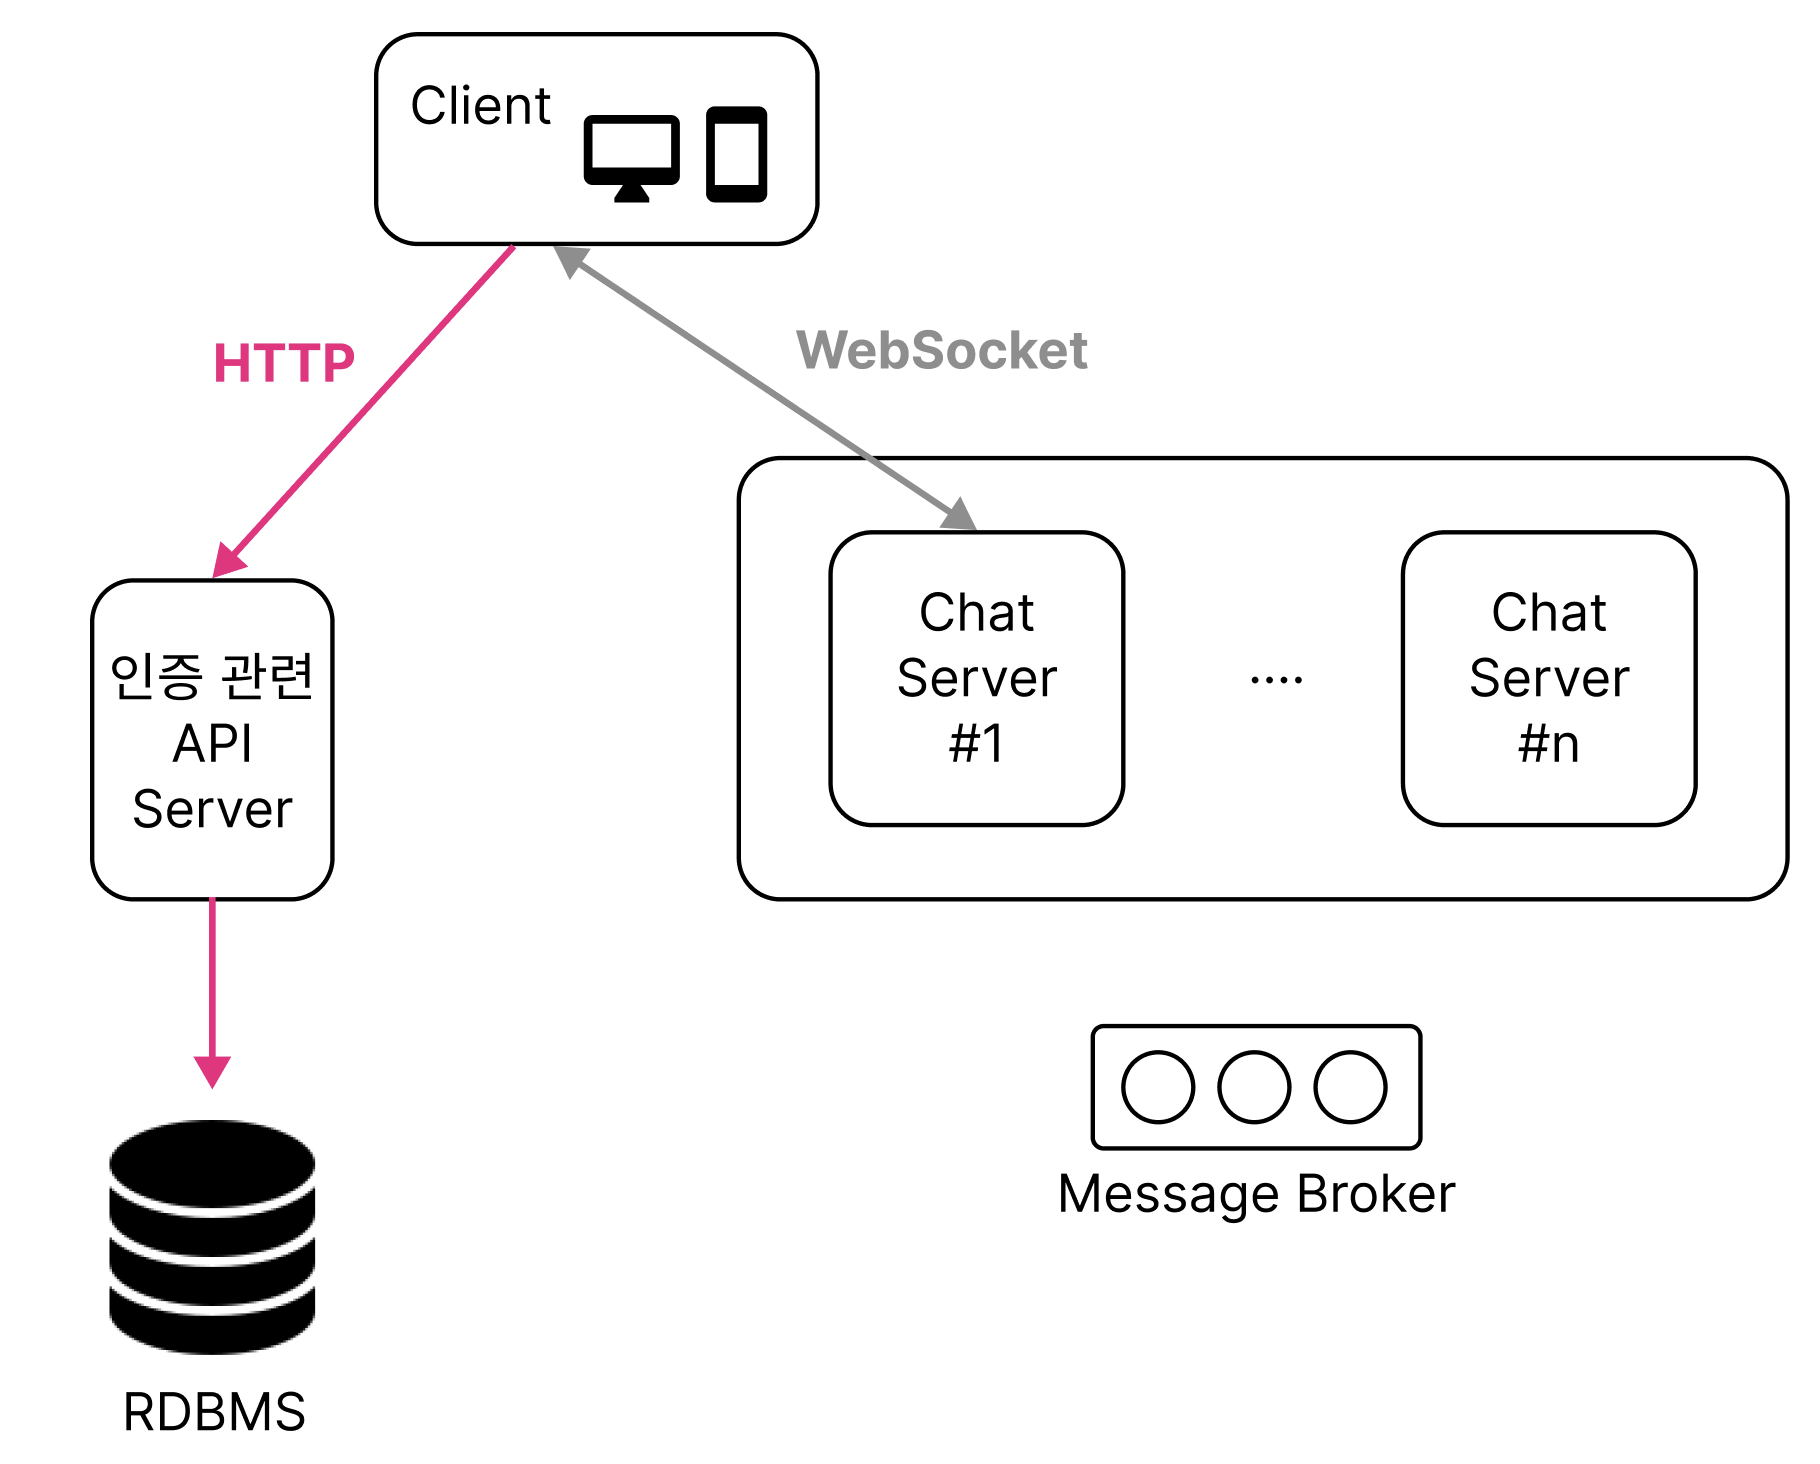 Client
HTTP
WebSocket
인증 관련
API
Server
Chat
Server
#1
....
Chat
Server
#n
Message Broker
RDBMS